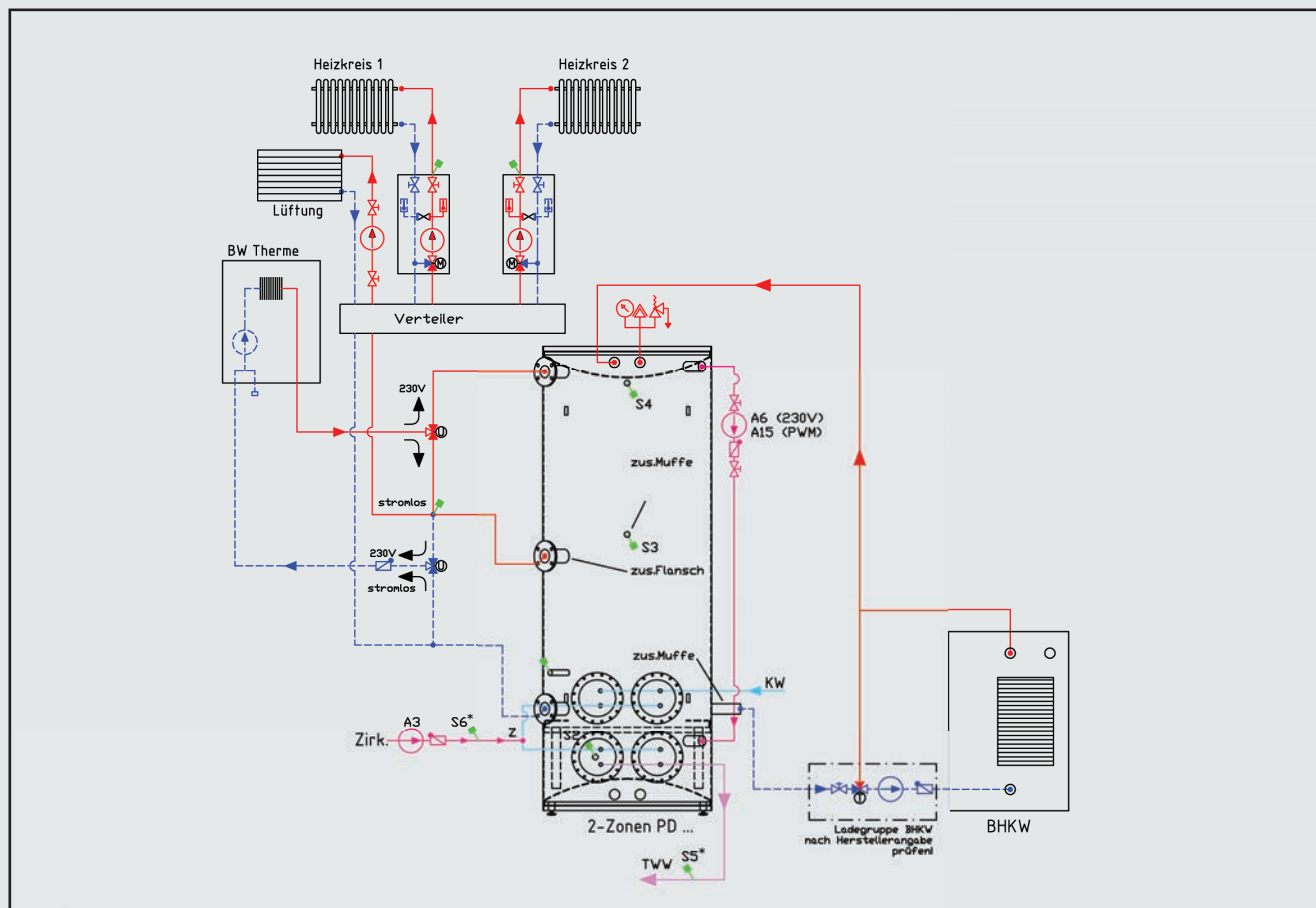 Heizkreis 1
Heizkreis 2
Lüftung
BW Therme
M
M
Verteiler
230V
S4
A6 (230V)
A15 (PWM)
zus.Muffe
stromlos
S3
230V
zus.Flansch
stromlos
zus.Muffe
KW
A3
S6*
Zirk.
Z
S2
2-Zonen PD ...
Ladegruppe BHKW
nach Herstellerangabe
prüfen!
BHKW
TWW
S5*